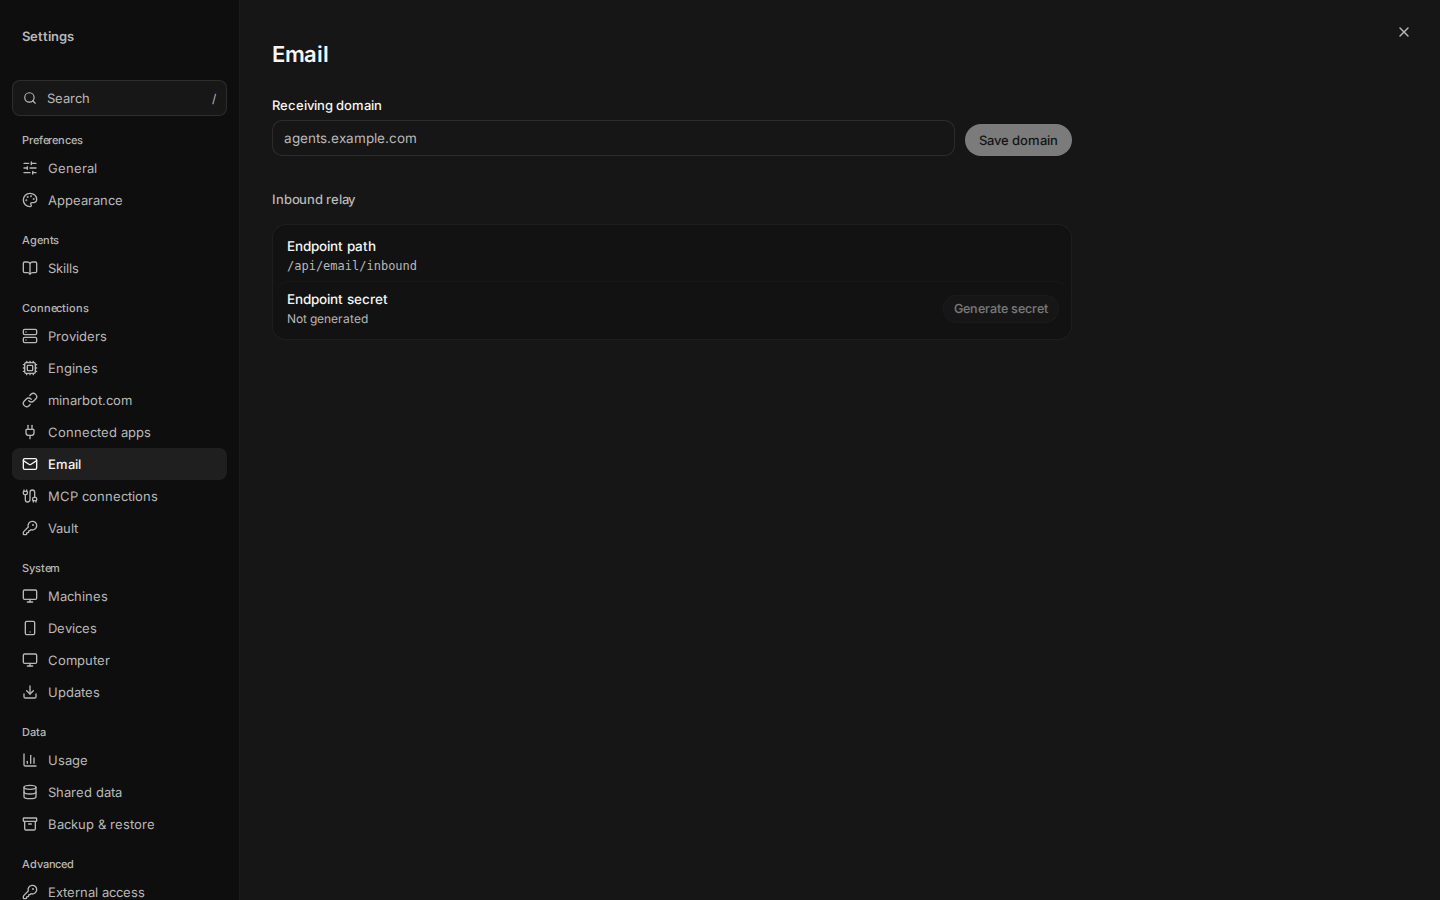 Settings
Search /
Preferences
General
Appearance
Agents
Skills
Connections
Providers
Engines
minarbot.com
Connected apps
Email
MCP connections
Vault
System
Machines
Devices
Computer
Updates
Data
Usage
Shared data
Backup & restore
Advanced
External access
Email
Receiving domain
agents.example.com
Save domain
Inbound relay
Endpoint path
/api/email/inbound
Endpoint secret
Not generated
Generate secret